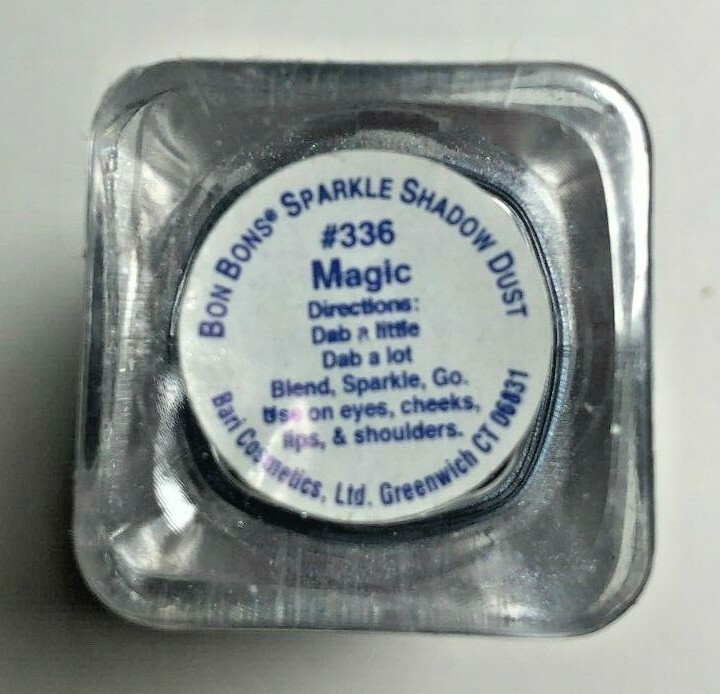 BON BONS® SPARKLE SHADOW DUST
#336
Magic
Directions:
Dab a little
Dab a lot
Blend, Sparkle, Go.
Use on eyes, cheeks,
lips, & shoulders.
Bari Cosmetics, Ltd. Greenwich CT 06831